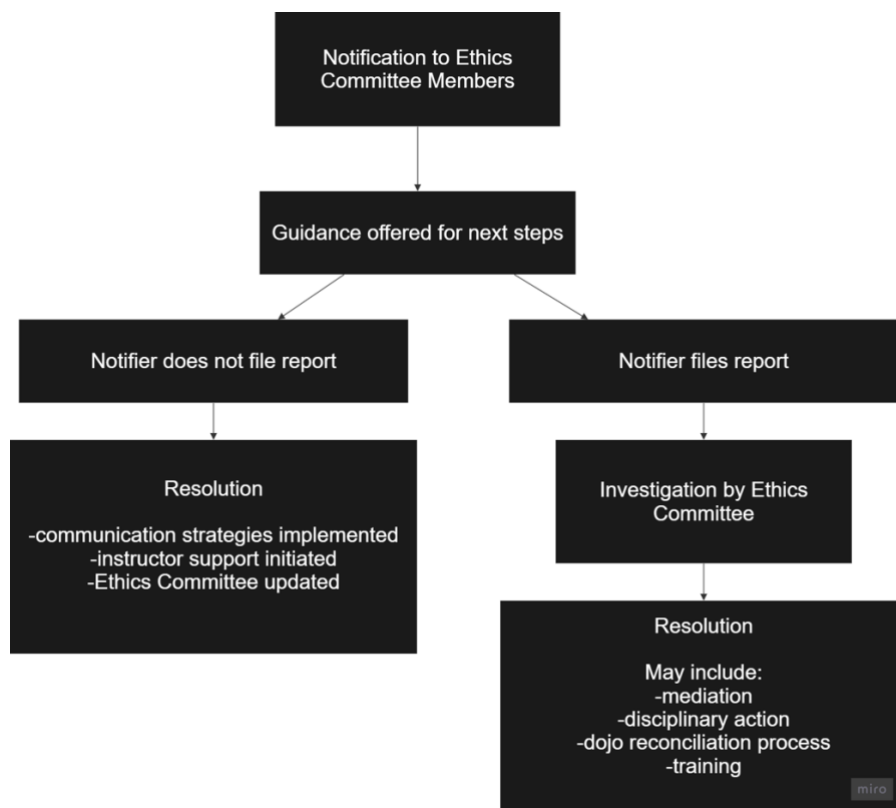 Notification to Ethics
Committee Members
Guidance offered for next steps
Notifier does not file report
Notifier files report
Resolution
-communication strategies implemented
-instructor support initiated
-Ethics Committee updated
Investigation by Ethics
Committee
Resolution
May include:
-mediation
-disciplinary action
-dojo reconciliation process
-training
miro